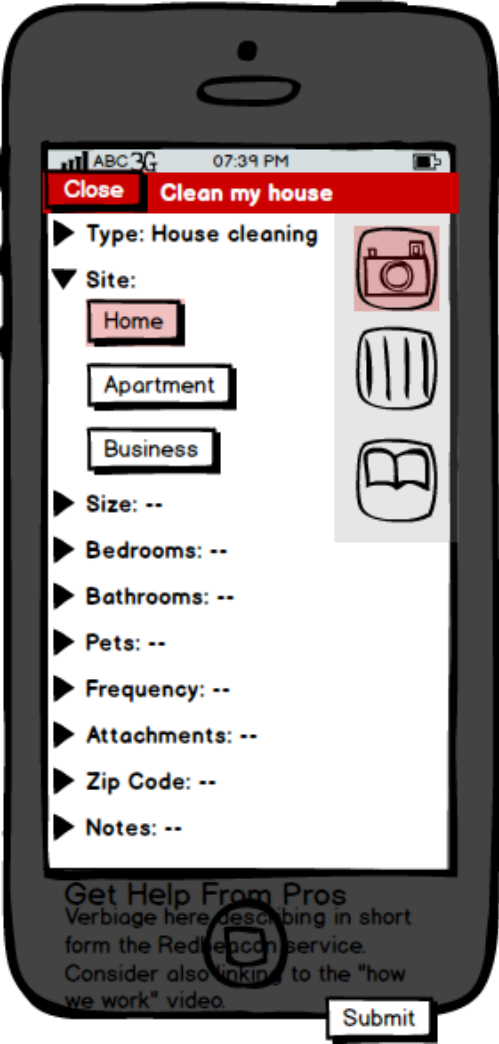 ABC 3G 07:39 PM
Close Clean my house
Type: House cleaning
Site:
Home
Apartment
Business
Size: --
Bedrooms: --
Bathrooms: --
Pets: --
Frequency: --
Attachments: --
Zip Code: --
Notes: --
Get Help From Pros
Verbiage here describing in short
form the Redbeacon service.
Consider also linking to the "how
we work" video.
Submit